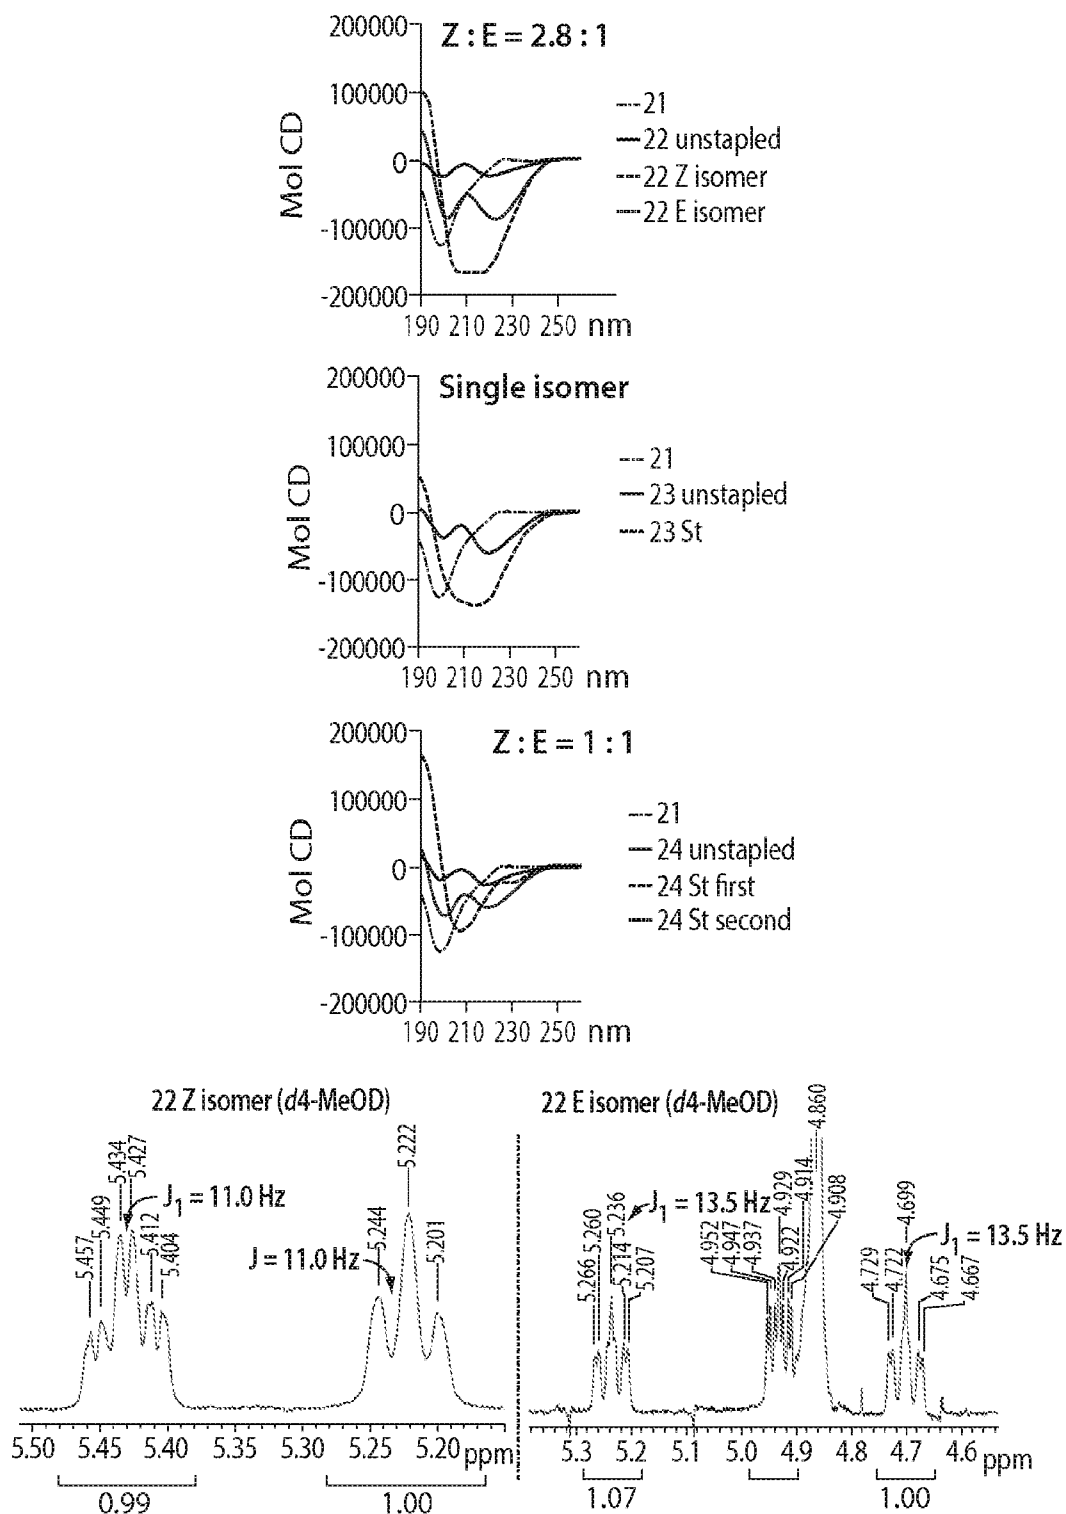 Z : E = 2.8 : 1
200000
100000
0
-100000
-200000
Mol CD
190 210 230 250 nm
21
22 unstapled
22 Z isomer
22 E isomer
Single isomer
200000
100000
0
-100000
-200000
Mol CD
190 210 230 250 nm
21
23 unstapled
23 St
Z : E = 1 : 1
200000
100000
0
-100000
-200000
Mol CD
190 210 230 250 nm
21
24 unstapled
24 St first
24 St second
22 Z isomer (d4-MeOD)
5.457
5.449
5.434
5.427
5.412
5.404
J1 = 11.0 Hz
J = 11.0 Hz
5.244
5.222
5.201
5.50 5.45 5.40 5.35 5.30 5.25 5.20 ppm
0.99
1.00
22 E isomer (d4-MeOD)
5.266
5.260
5.236
5.214
5.207
J1 = 13.5 Hz
4.952
4.947
4.937
4.929
4.922
4.914
4.908
4.860
4.729
4.722
4.699
4.675
4.667
J1 = 13.5 Hz
5.3 5.2 5.1 5.0 4.9 4.8 4.7 4.6 ppm
1.07
1.00